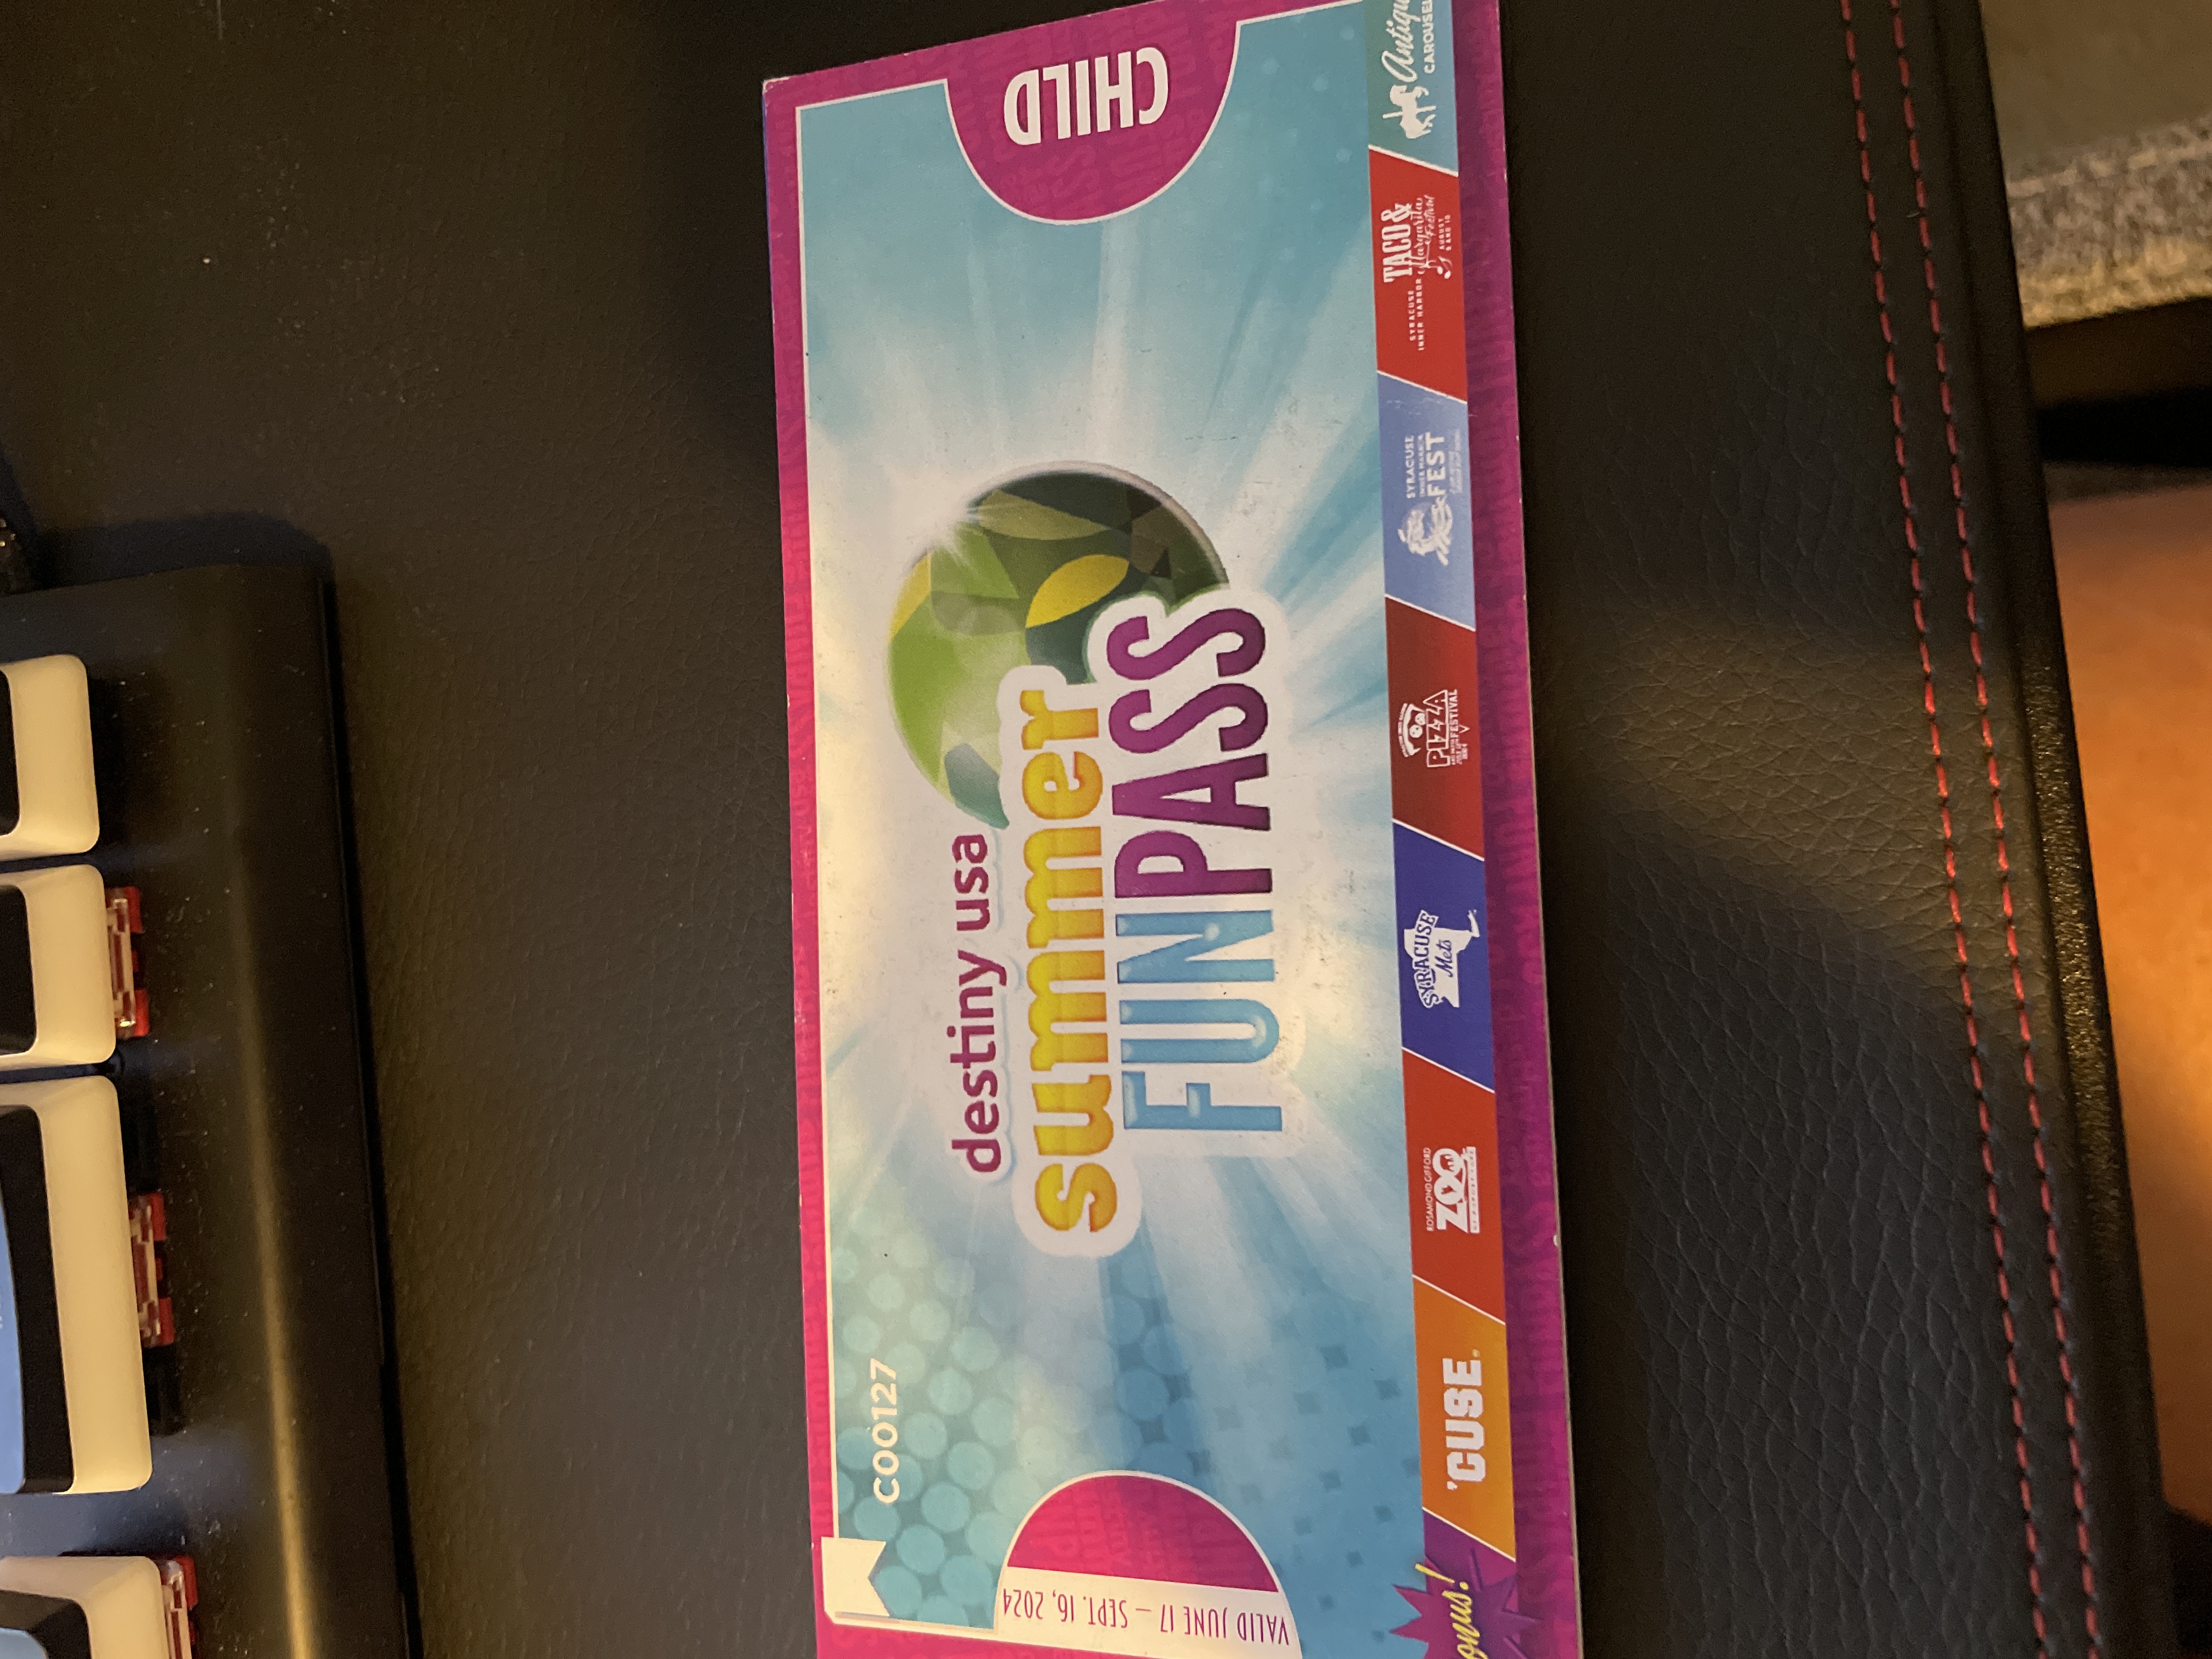 C00127
destiny usa
summer
FUNPASS
CHILD
VALID JUNE 17 – SEPT. 16, 2024
'CUSE
ROSAMOND GIFFORD
ZOO
SYRACUSE
Mets
PIZZA
FESTIVAL
SYRACUSE
INNER HARBOR
FEST
SYRACUSE
INNER HARBOR
TACO &
Margarita
Festival
AUGUST
CAROUSEL